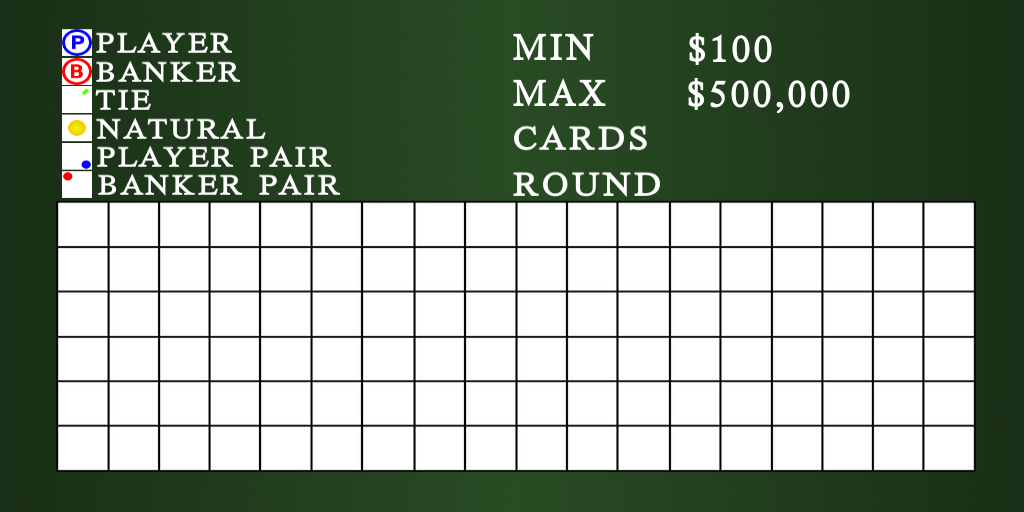 P PLAYER
B BANKER
TIE
NATURAL
PLAYER PAIR
BANKER PAIR
MIN $100
MAX $500,000
CARDS
ROUND